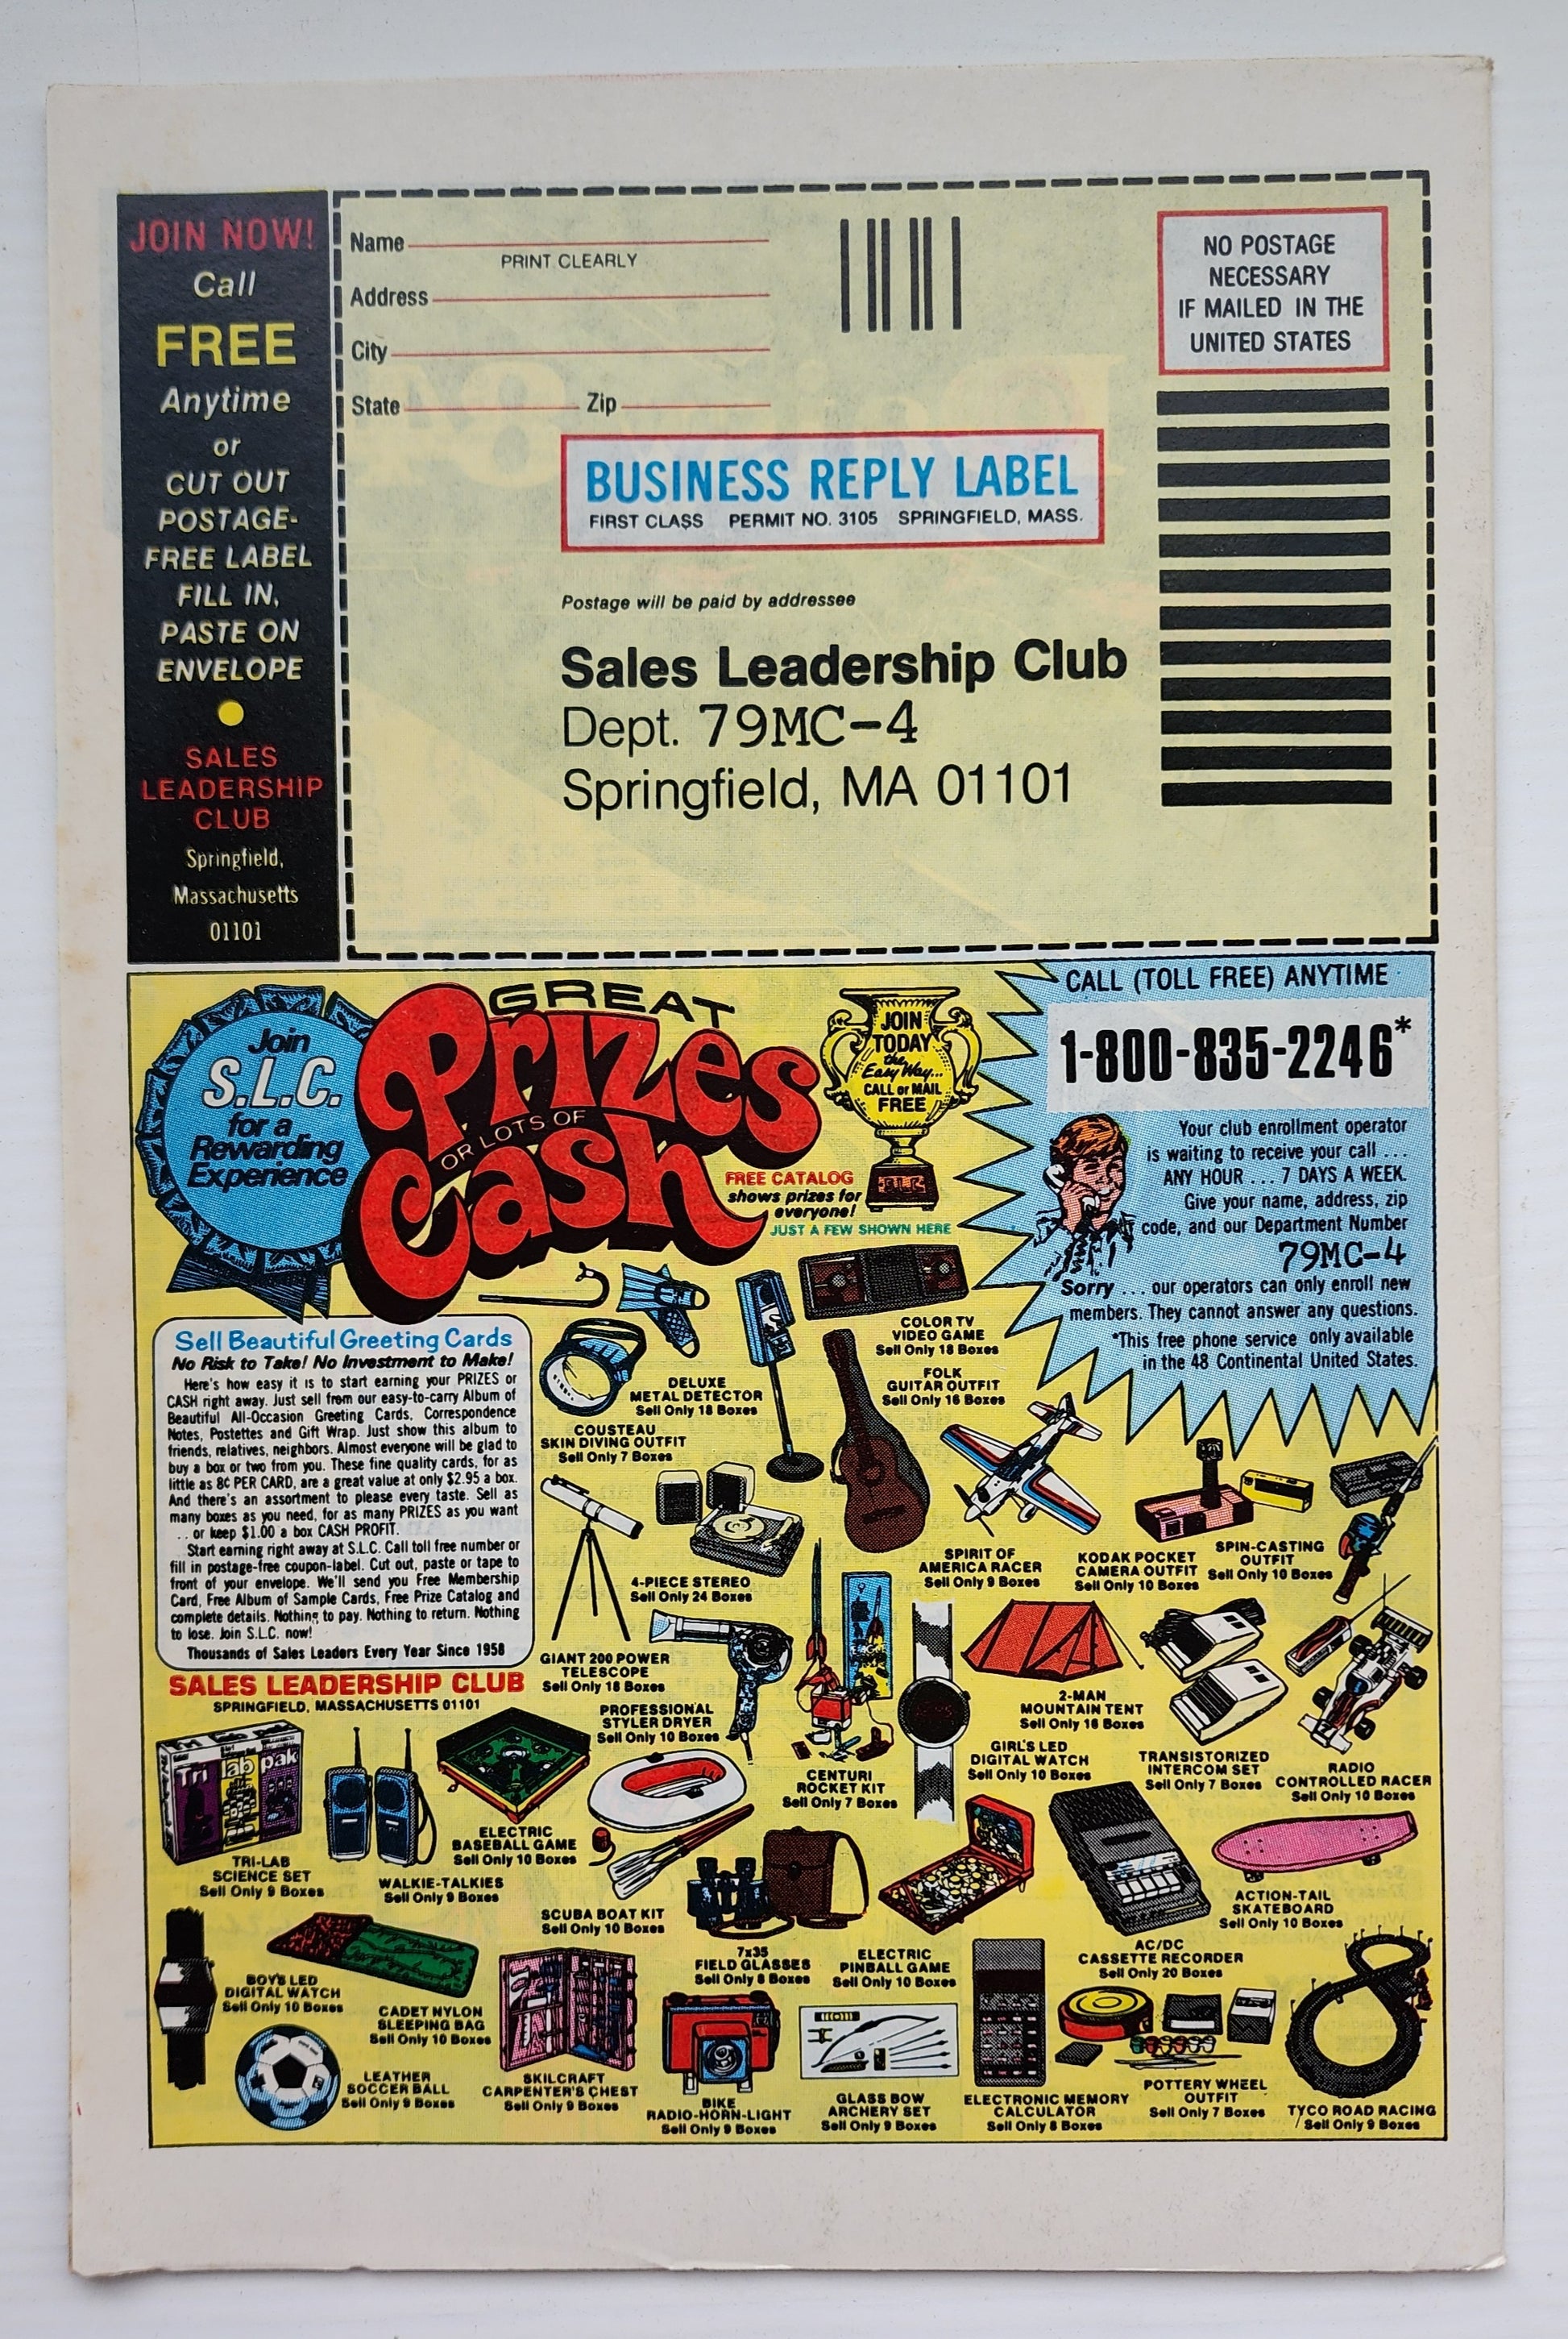 JOIN NOW!
Call
FREE
Anytime
or
CUT OUT
POSTAGE-
FREE LABEL
FILL IN,
PASTE ON
ENVELOPE
SALES
LEADERSHIP
CLUB
Springfield,
Massachusetts
01101
Name
PRINT CLEARLY
Address
City
State Zip
NO POSTAGE
NECESSARY
IF MAILED IN THE
UNITED STATES
BUSINESS REPLY LABEL
FIRST CLASS PERMIT NO. 3105 SPRINGFIELD, MASS.
Postage will be paid by addressee
Sales Leadership Club
Dept. 79MC-4
Springfield, MA 01101
Join
S.L.C.
for a
Rewarding
Experience
GREAT
Prizes
OR LOTS OF
Cash
JOIN
TODAY
the
Easy Way...
CALL or MAIL
FREE
SLC
FREE CATALOG
shows prizes for
everyone!
JUST A FEW SHOWN HERE
CALL (TOLL FREE) ANYTIME
1-800-835-2246*
Your club enrollment operator
is waiting to receive your call ...
ANY HOUR ... 7 DAYS A WEEK.
Give your name, address, zip
code, and our Department Number
79MC-4
Sorry ... our operators can only enroll new
members. They cannot answer any questions.
*This free phone service only available
in the 48 Continental United States.
Sell Beautiful Greeting Cards
No Risk to Take! No Investment to Make!
Here's how easy it is to start earning your PRIZES or
CASH right away. Just sell from our easy-to-carry Album of
Beautiful All-Occasion Greeting Cards, Correspondence
Notes, Postettes and Gift Wrap. Just show this album to
friends, relatives, neighbors. Almost everyone will be glad to
buy a box or two from you. These fine quality cards, for as
little as 8¢ PER CARD, are a great value at only $2.95 a box.
And there's an assortment to please every taste. Sell as
many boxes as you need, for as many PRIZES as you want
. . or keep $1.00 a box CASH PROFIT.
Start earning right away at S.L.C. Call toll free number or
fill in postage-free coupon-label. Cut out, paste or tape to
front of your envelope. We'll send you Free Membership
Card, Free Album of Sample Cards, Free Prize Catalog and
complete details. Nothing to pay. Nothing to return. Nothing
to lose. Join S.L.C. now!
Thousands of Sales Leaders Every Year Since 1958
SALES LEADERSHIP CLUB
SPRINGFIELD, MASSACHUSETTS 01101
COLOR TV
VIDEO GAME
Sell Only 18 Boxes
DELUXE
METAL DETECTOR
Sell Only 18 Boxes
FOLK
GUITAR OUTFIT
Sell Only 16 Boxes
COUSTEAU
SKIN DIVING OUTFIT
Sell Only 7 Boxes
4-PIECE STEREO
Sell Only 24 Boxes
SPIRIT OF
AMERICA RACER
Sell Only 9 Boxes
KODAK POCKET
CAMERA OUTFIT
Sell Only 10 Boxes
SPIN-CASTING
OUTFIT
Sell Only 10 Boxes
GIANT 200 POWER
TELESCOPE
Sell Only 18 Boxes
PROFESSIONAL
STYLER DRYER
Sell Only 10 Boxes
CENTURI
ROCKET KIT
Sell Only 7 Boxes
2-MAN
MOUNTAIN TENT
Sell Only 16 Boxes
GIRL'S LED
DIGITAL WATCH
Sell Only 10 Boxes
TRANSISTORIZED
INTERCOM SET
Sell Only 7 Boxes
RADIO
CONTROLLED RACER
Sell Only 10 Boxes
Tri lab pak
TRI-LAB
SCIENCE SET
Sell Only 9 Boxes
WALKIE-TALKIES
Sell Only 9 Boxes
ELECTRIC
BASEBALL GAME
Sell Only 10 Boxes
SCUBA BOAT KIT
Sell Only 10 Boxes
7x35
FIELD GLASSES
Sell Only 8 Boxes
ELECTRIC
PINBALL GAME
Sell Only 10 Boxes
AC/DC
CASSETTE RECORDER
Sell Only 20 Boxes
ACTION-TAIL
SKATEBOARD
Sell Only 10 Boxes
BOY'S LED
DIGITAL WATCH
Sell Only 10 Boxes
CADET NYLON
SLEEPING BAG
Sell Only 10 Boxes
LEATHER
SOCCER BALL
Sell Only 9 Boxes
SKILCRAFT
CARPENTER'S CHEST
Sell Only 9 Boxes
BIKE
RADIO-HORN-LIGHT
Sell Only 9 Boxes
GLASS BOW
ARCHERY SET
Sell Only 9 Boxes
ELECTRONIC MEMORY
CALCULATOR
Sell Only 8 Boxes
POTTERY WHEEL
OUTFIT
Sell Only 7 Boxes
TYCO ROAD RACING
Sell Only 9 Boxes